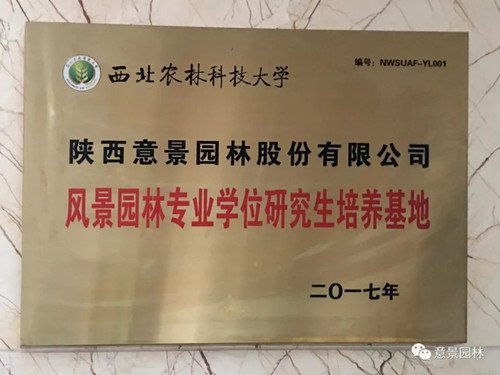 西北农林科技大学
编号：NWSUAF-YL001
陕西意景园林股份有限公司
风景园林专业学位研究生培养基地
二〇一七年
意景园林